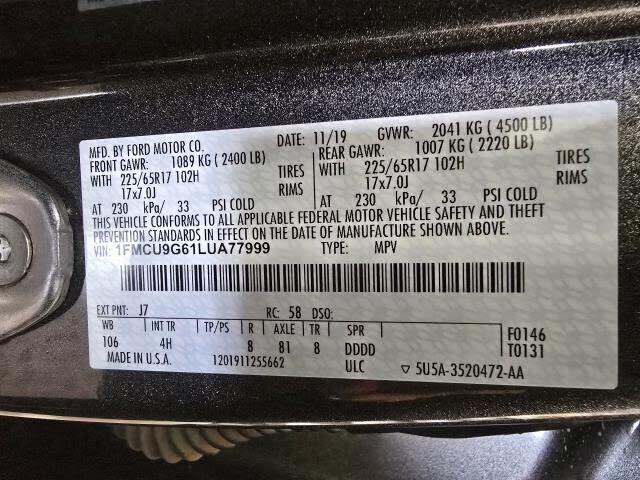 MFD. BY FORD MOTOR CO. DATE: 11/19 GVWR: 2041 KG ( 4500 LB)
FRONT GAWR: 1089 KG ( 2400 LB) REAR GAWR: 1007 KG ( 2220 LB)
WITH 225/65R17 102H TIRES WITH 225/65R17 102H TIRES
17x7.0J RIMS 17x7.0J RIMS
AT 230 kPa/ 33 PSI COLD AT 230 kPa/ 33 PSI COLD
THIS VEHICLE CONFORMS TO ALL APPLICABLE FEDERAL MOTOR VEHICLE SAFETY AND THEFT
PREVENTION STANDARDS IN EFFECT ON THE DATE OF MANUFACTURE SHOWN ABOVE.
VIN: 1FMCU9G61LUA77999 TYPE: MPV
EXT PNT: J7 RC: 58 DSO:
WB INT TR TP/PS R AXLE TR SPR F0146
106 4H 8 81 8 DDDD T0131
MADE IN U.S.A. 1201911255662 ULC ▽ 5U5A-3520472-AA